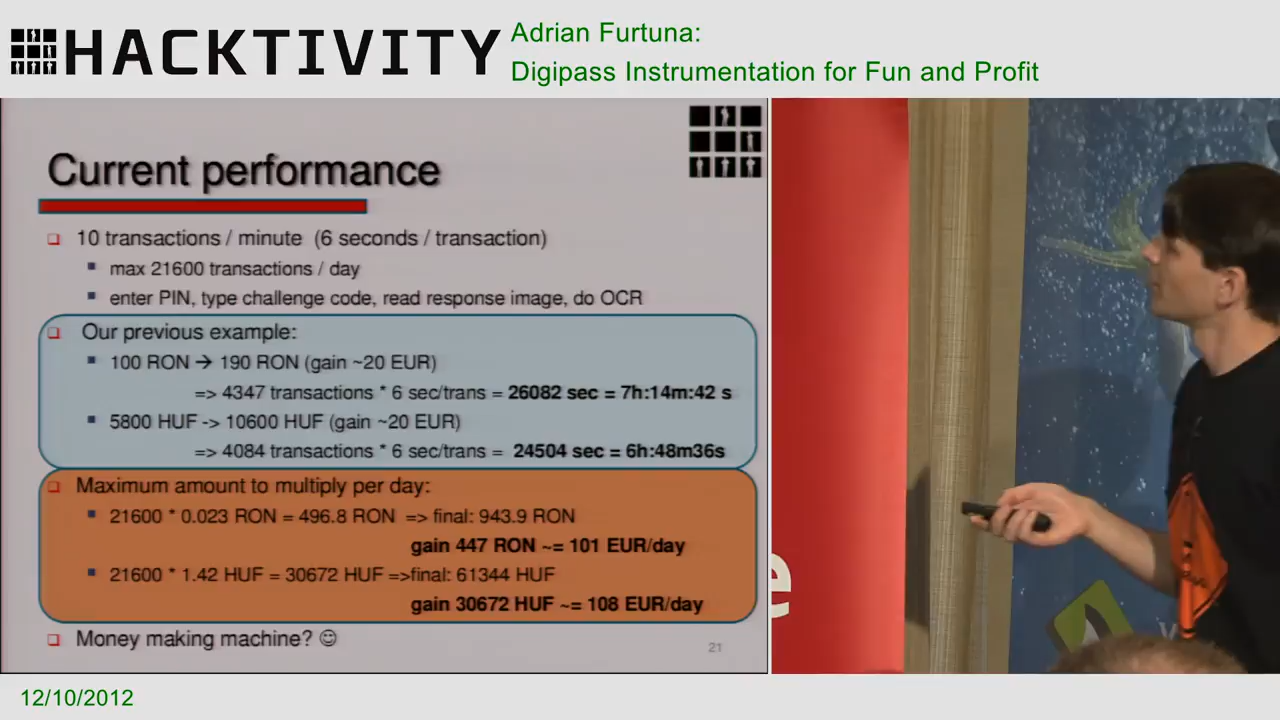 HACKTIVITY
Adrian Furtuna:
Digipass Instrumentation for Fun and Profit
Current performance
10 transactions / minute (6 seconds / transaction)
max 21600 transactions / day
enter PIN, type challenge code, read response image, do OCR
Our previous example:
100 RON → 190 RON (gain ~20 EUR)
=> 4347 transactions * 6 sec/trans = 26082 sec = 7h:14m:42 s
5800 HUF -> 10600 HUF (gain ~20 EUR)
=> 4084 transactions * 6 sec/trans = 24504 sec = 6h:48m36s
Maximum amount to multiply per day:
21600 * 0.023 RON = 496.8 RON => final: 943.9 RON
gain 447 RON ~= 101 EUR/day
21600 * 1.42 HUF = 30672 HUF =>final: 61344 HUF
gain 30672 HUF ~= 108 EUR/day
Money making machine? ☺
21
12/10/2012